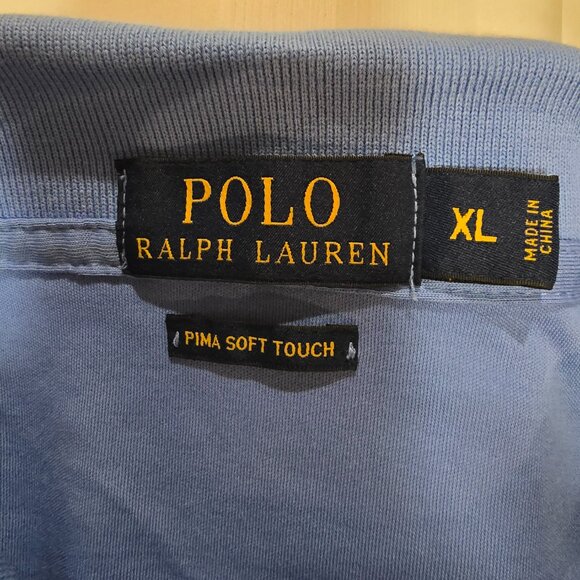 POLO
RALPH LAUREN
XL
MADE IN
CHINA
PIMA SOFT TOUCH